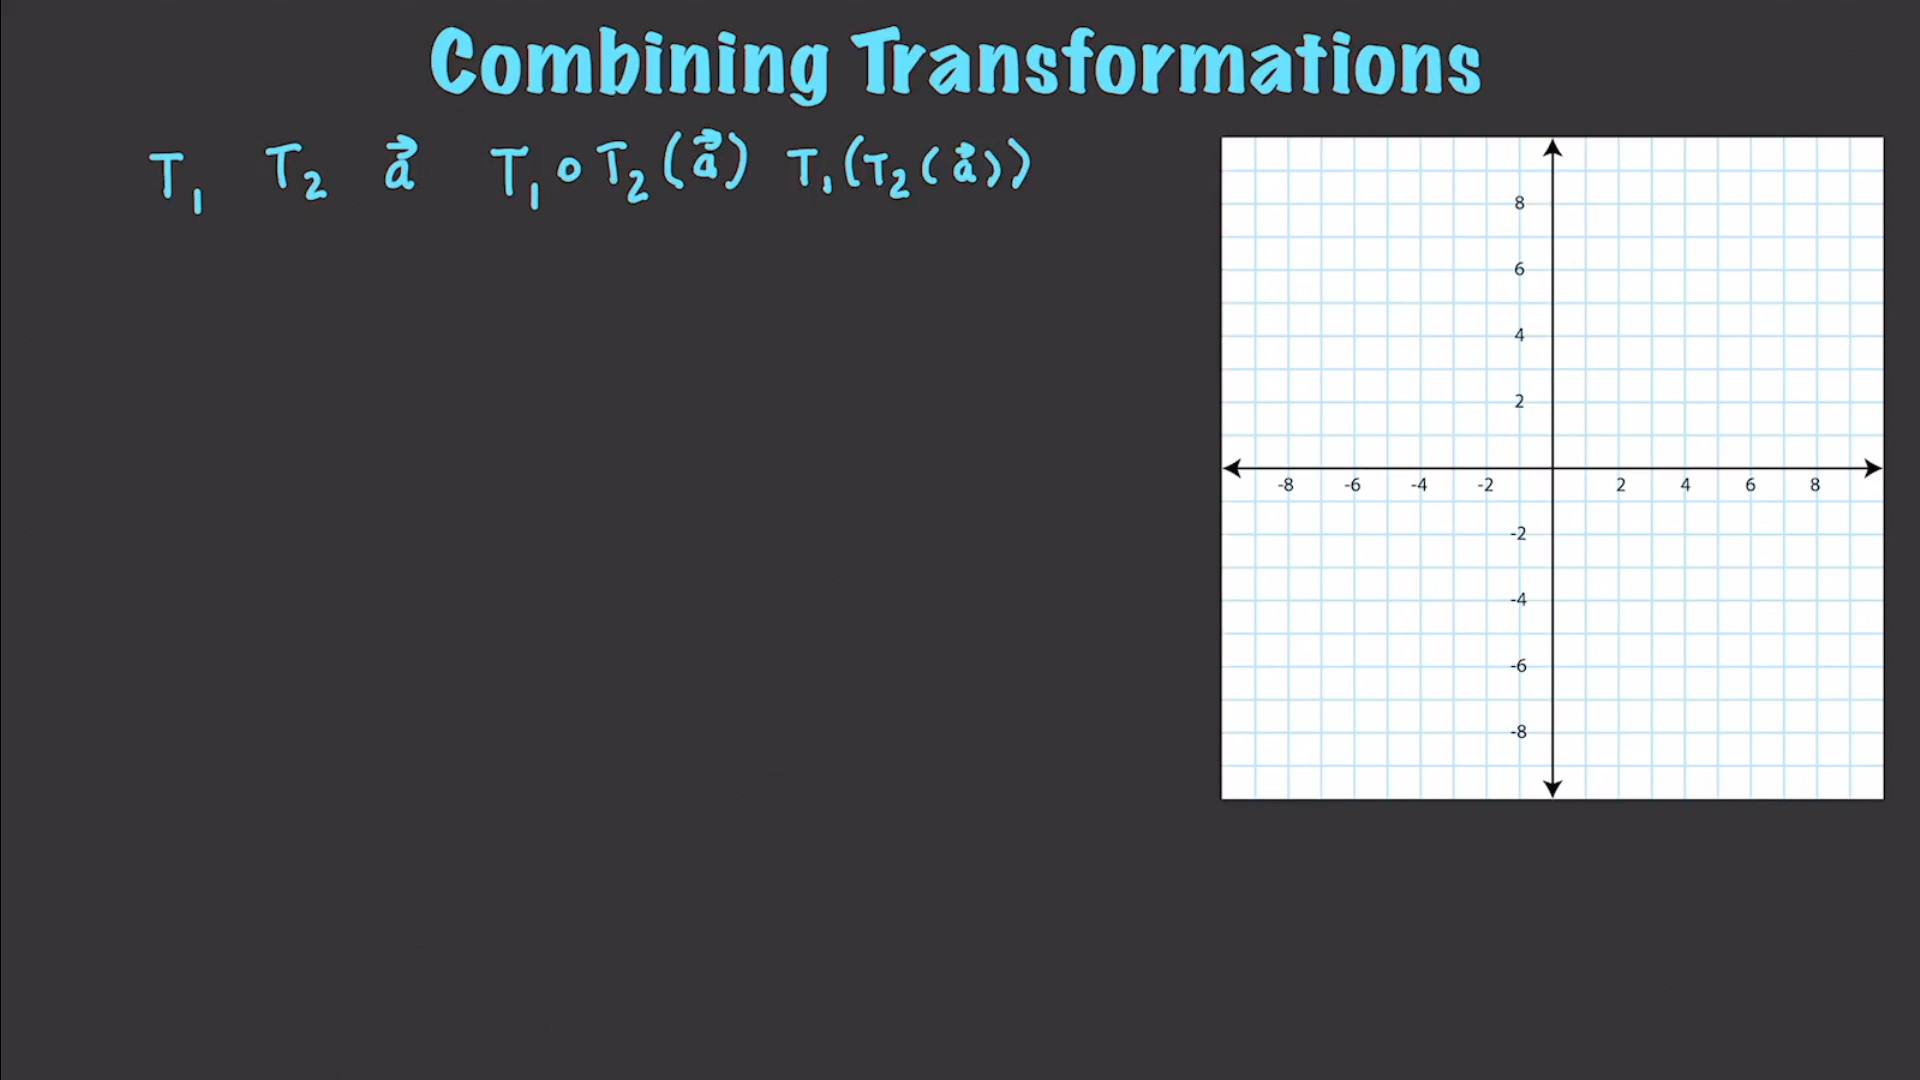 Combining Transformations
T₁ T₂ a⃗ T₁ ∘ T₂ (a⃗) T₁(T₂(a⃗))
8
6
4
2
-8 -6 -4 -2 2 4 6 8
-2
-4
-6
-8